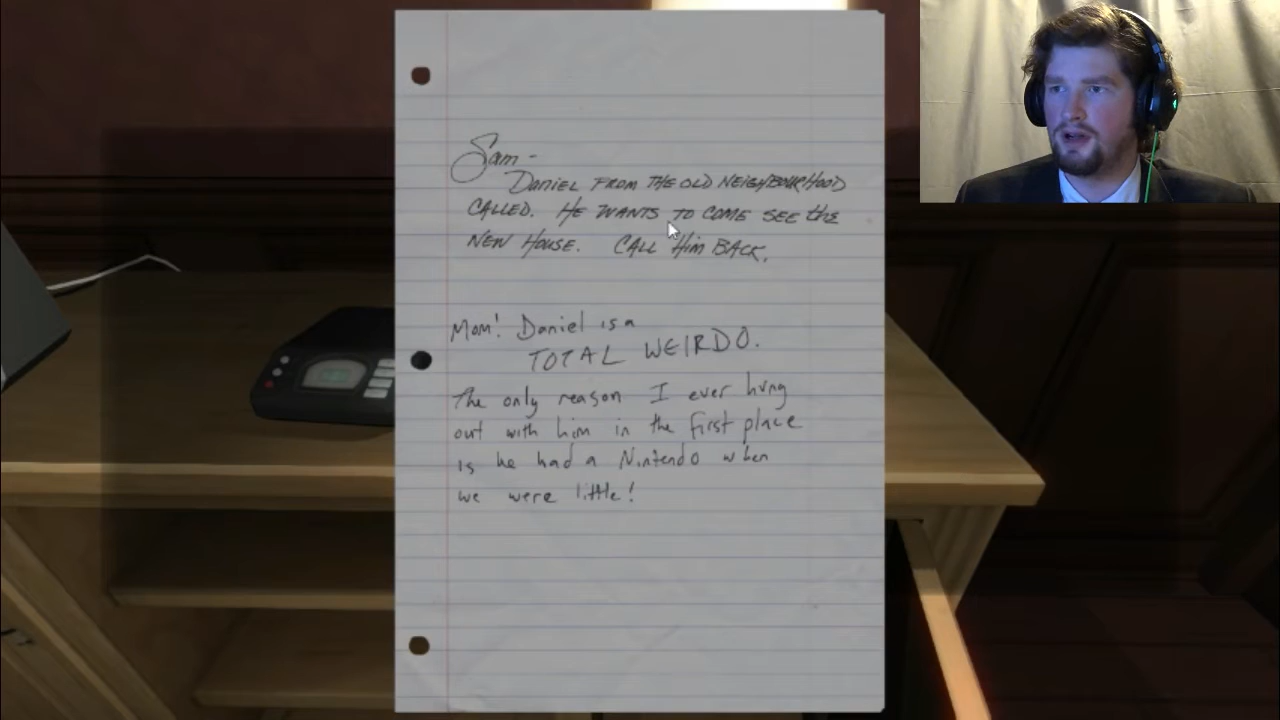 Sam -
DANIEL FROM THE OLD NEIGHBOURHOOD
CALLED. HE WANTS TO COME SEE the
NEW HOUSE. CALL Him BACK.
Mom! Daniel is a
TOTAL WEIRDO.
The only reason I ever hung
out with him in the first place
is he had a Nintendo when
we were little!